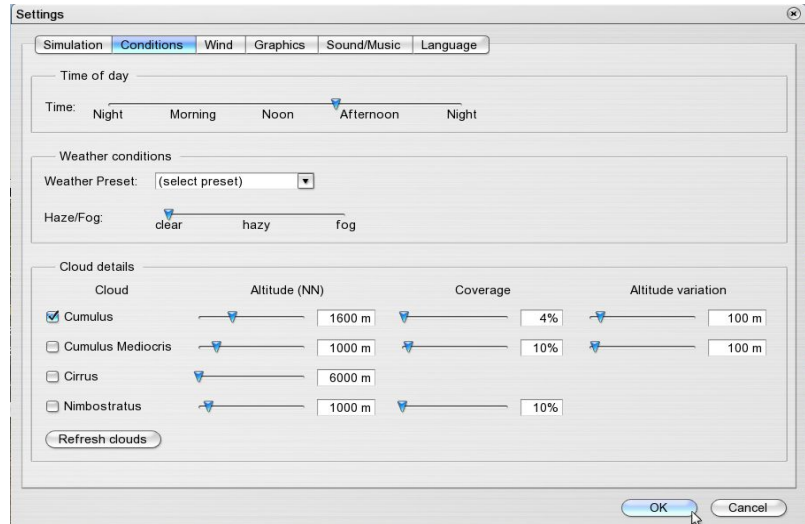 Settings
Simulation Conditions Wind Graphics Sound/Music Language
Time of day
Time:
Night Morning Noon Afternoon Night
Weather conditions
Weather Preset: (select preset)
Haze/Fog:
clear hazy fog
Cloud details
Cloud Altitude (NN) Coverage Altitude variation
Cumulus 1600 m 4% 100 m
Cumulus Mediocris 1000 m 10% 100 m
Cirrus 6000 m
Nimbostratus 1000 m 10%
Refresh clouds
OK Cancel